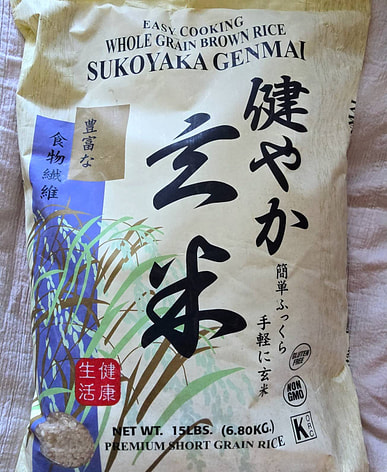 EASY COOKING
WHOLE GRAIN BROWN RICE
SUKOYAKA GENMAI
健やか
玄米
豊富な
食物繊維
簡単ふっくら
手軽に玄米
健康
生活
GLUTEN
FREE
NON
GMO
K
ORC
NET WT. 15LBS. (6.80KG.)
PREMIUM SHORT GRAIN RICE